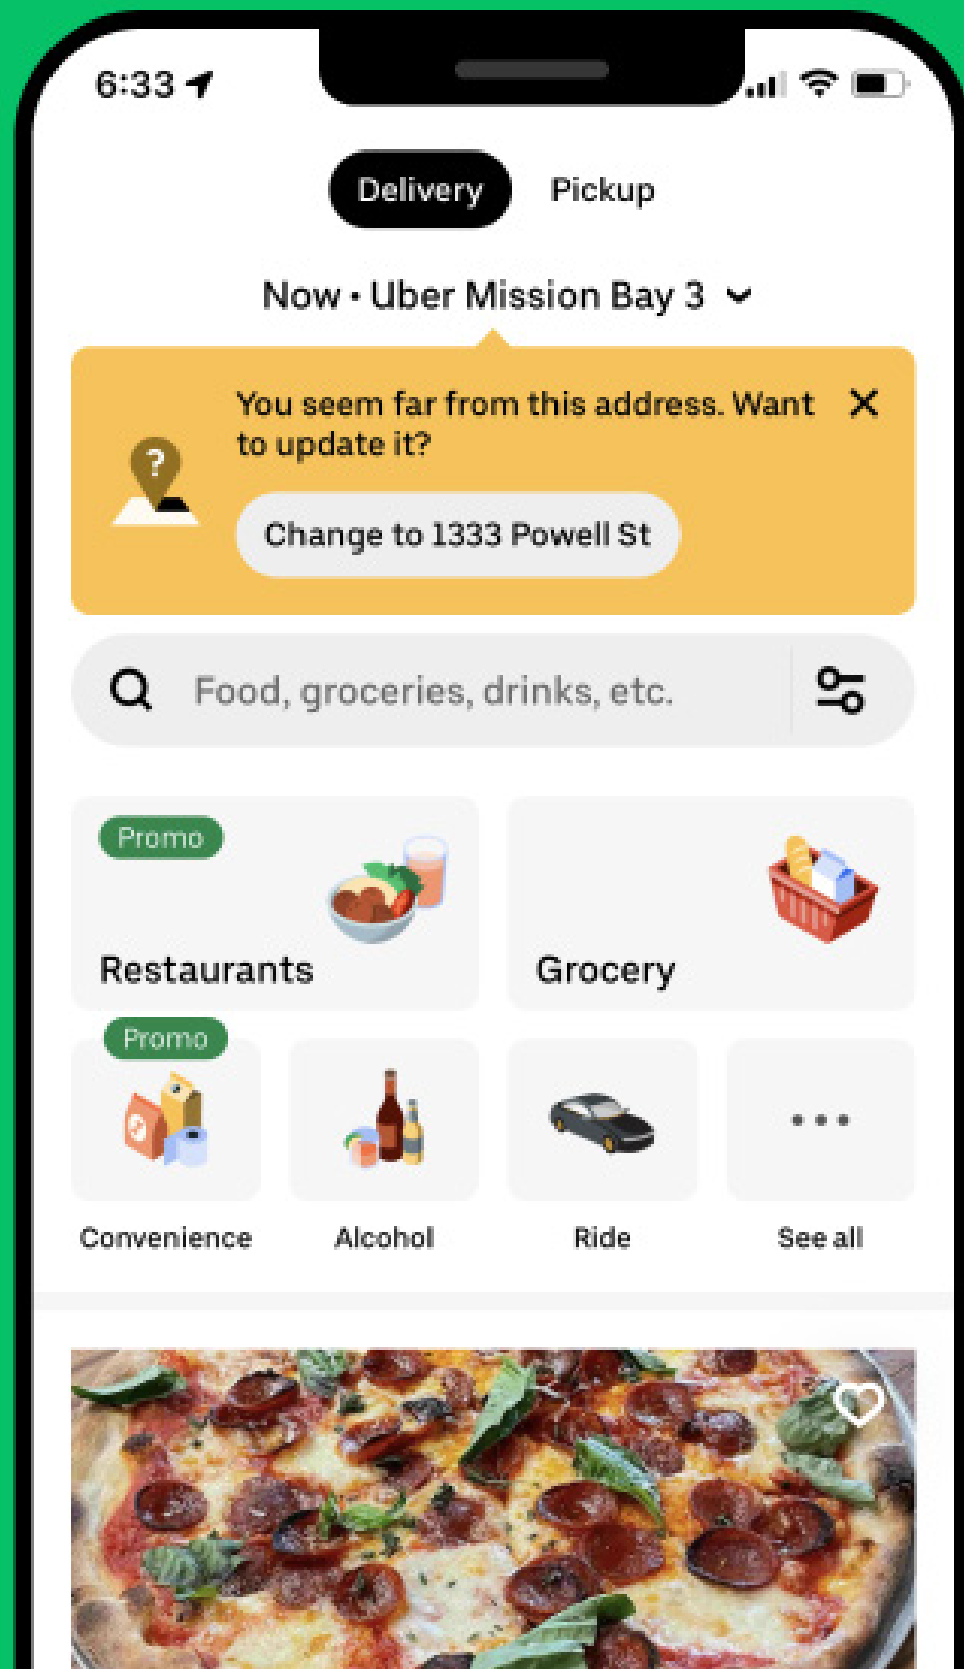 6:33
Delivery Pickup
Now • Uber Mission Bay 3
You seem far from this address. Want
to update it?
?
Change to 1333 Powell St
Food, groceries, drinks, etc.
Promo
Restaurants
Grocery
Promo
Convenience
Alcohol
Ride
See all